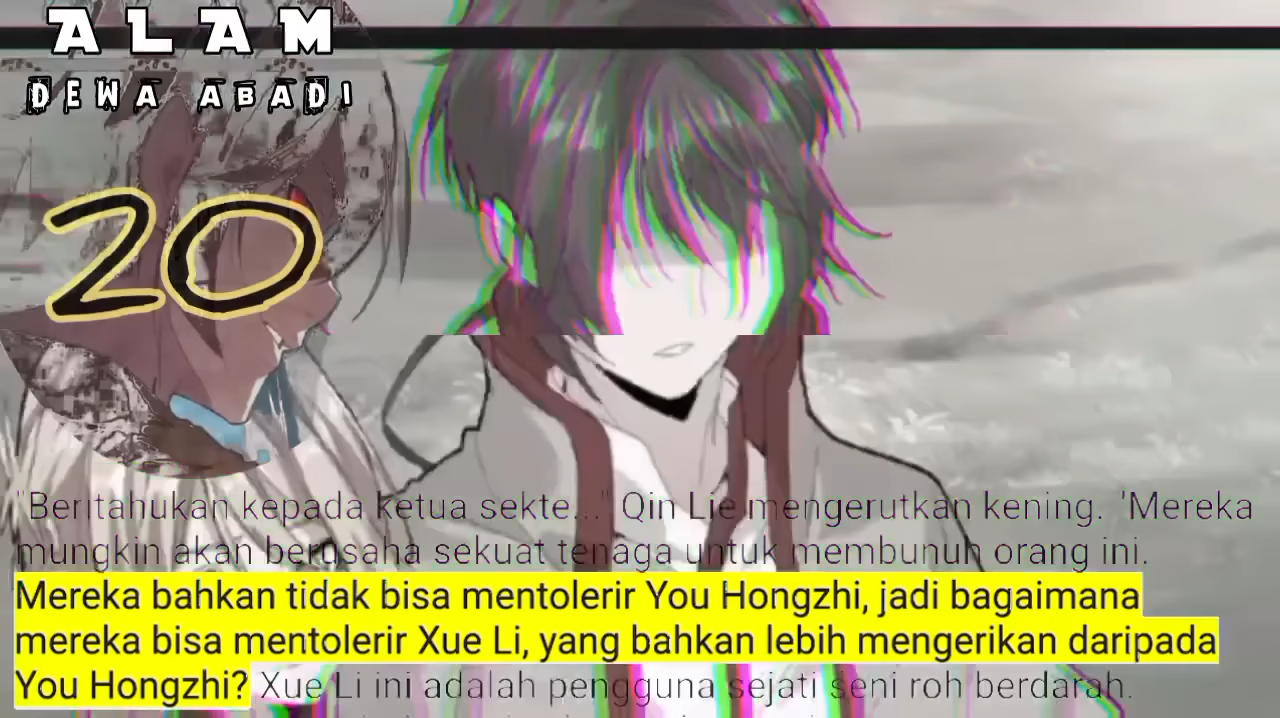 ALAM
DEWA ABADI
20
"Beritahukan kepada ketua sekte..." Qin Lie mengerutkan kening. 'Mereka
mungkin akan berusaha sekuat tenaga untuk membunuh orang ini.
Mereka bahkan tidak bisa mentolerir You Hongzhi, jadi bagaimana
mereka bisa mentolerir Xue Li, yang bahkan lebih mengerikan daripada
You Hongzhi? Xue Li ini adalah pengguna sejati seni roh berdarah.